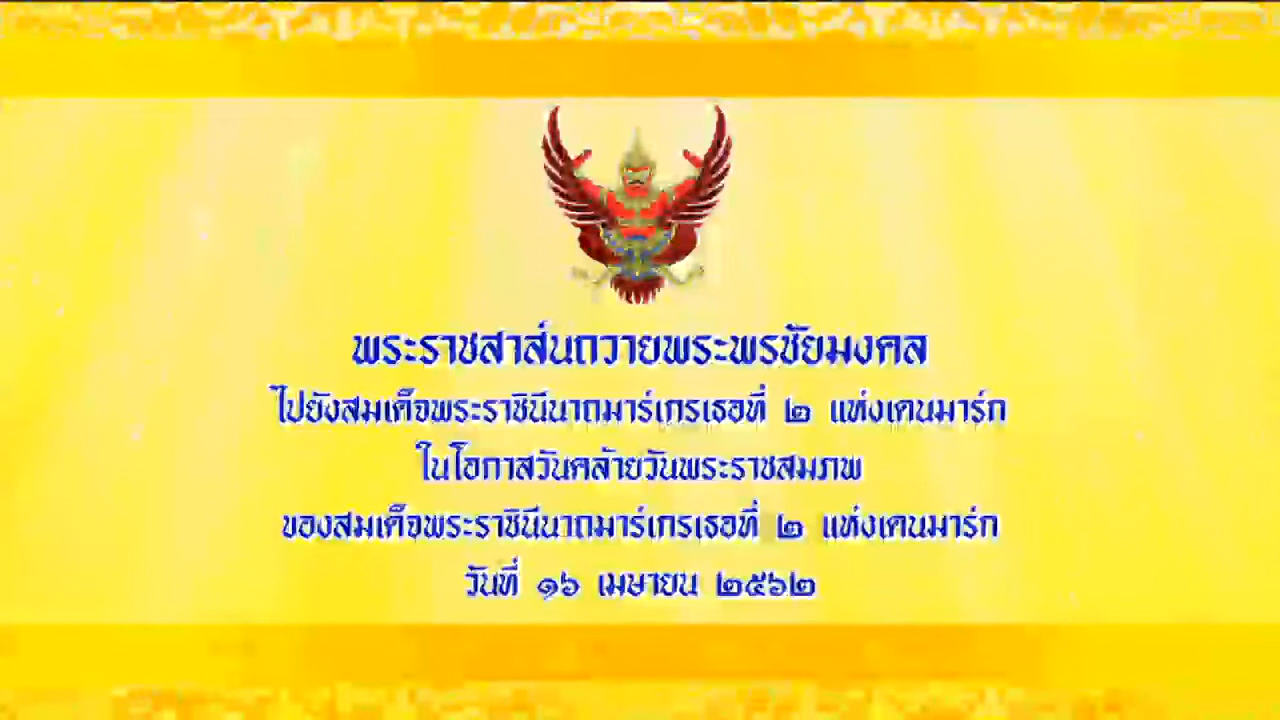 พระราชสาส์นถวายพระพรชัยมงคล
ไปยังสมเด็จพระราชินีนาถมาร์เกรเธอที่ ๒ แห่งเดนมาร์ก
ในโอกาสวันคล้ายวันพระราชสมภพ
ของสมเด็จพระราชินีนาถมาร์เกรเธอที่ ๒ แห่งเดนมาร์ก
วันที่ ๑๖ เมษายน ๒๕๖๒